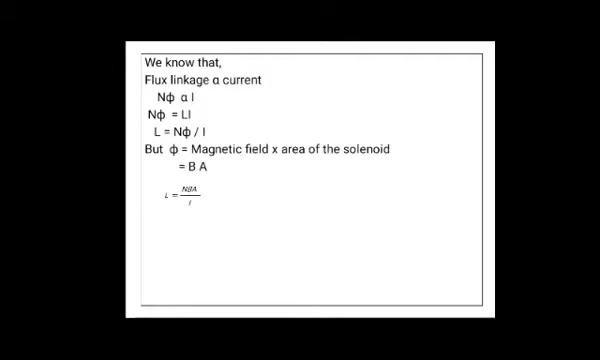 We know that,
Flux linkage α current
Nϕ α I
Nϕ = LI
L = Nϕ / I
But ϕ = Magnetic field x area of the solenoid
= B A
L = NBA / I